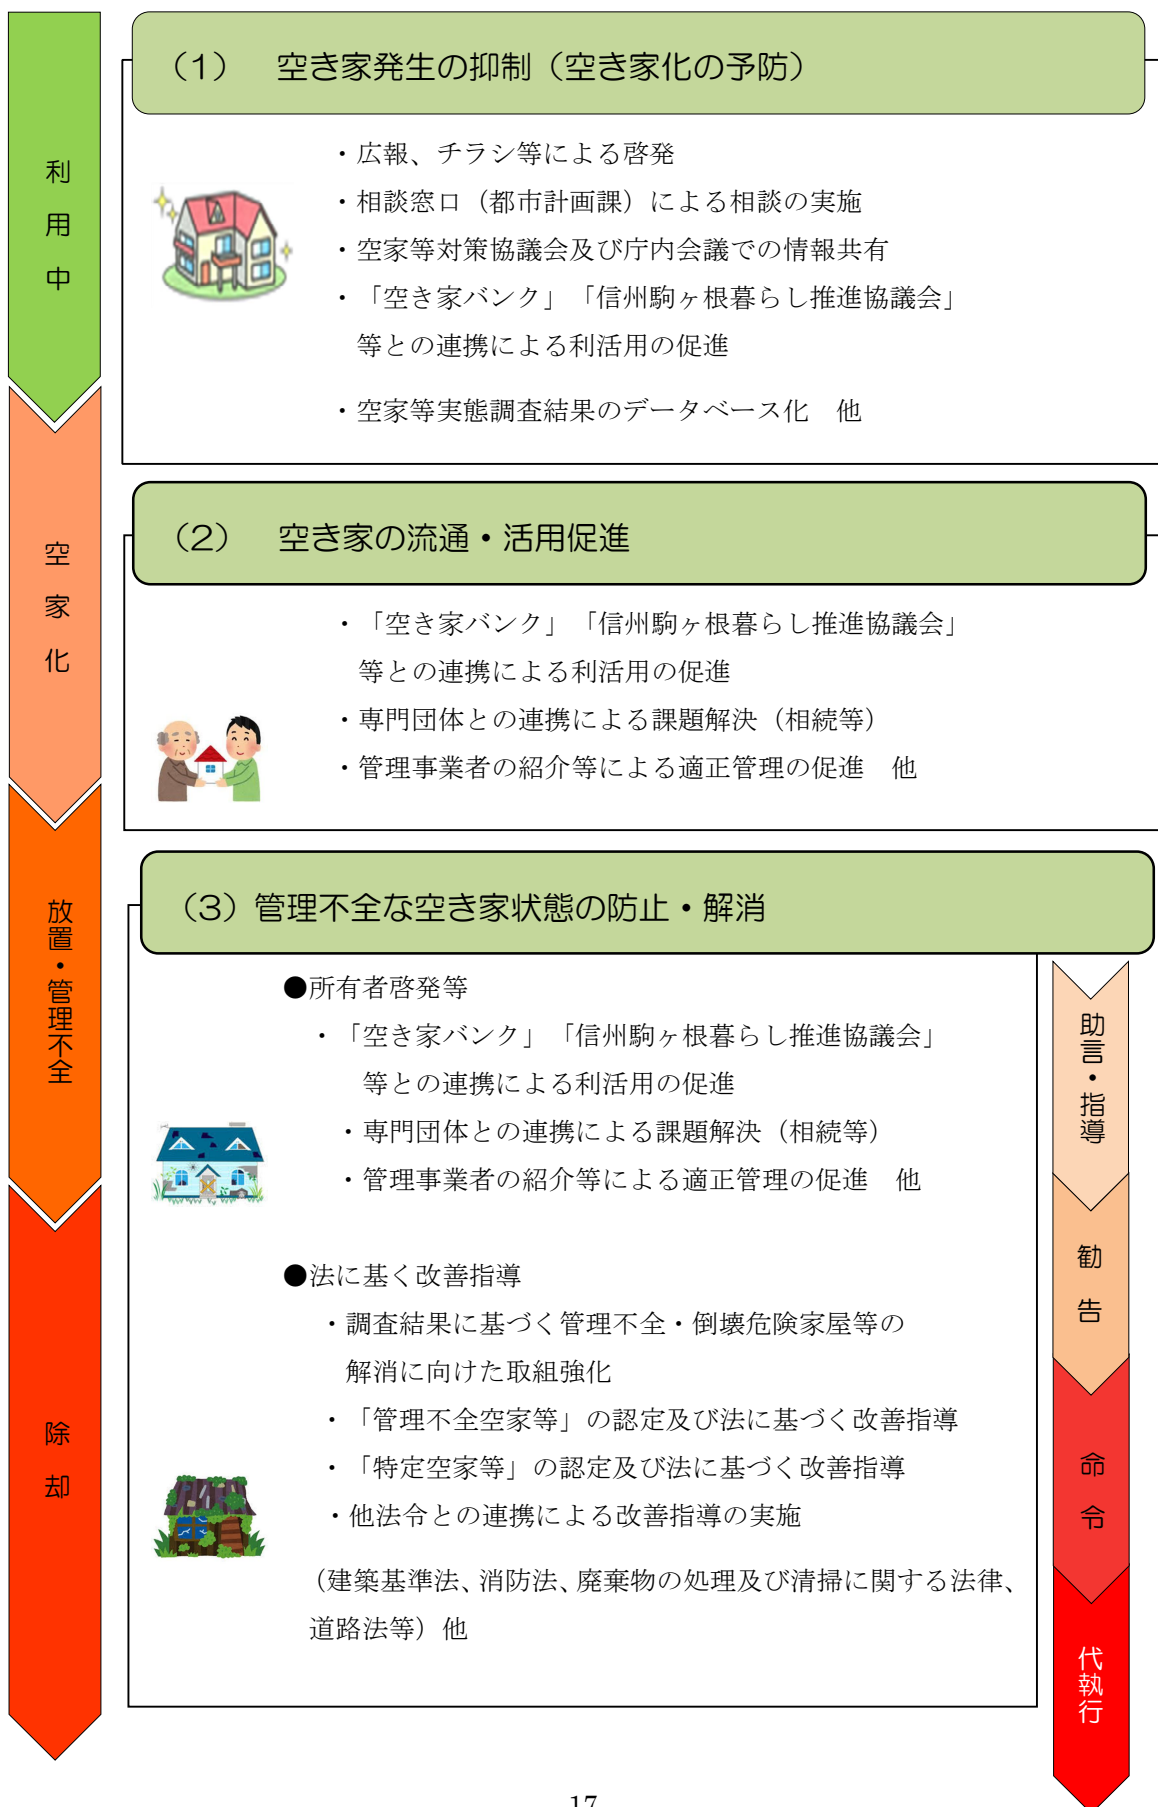 利用中
（1）　空き家発生の抑制（空き家化の予防）
・広報、チラシ等による啓発
・相談窓口（都市計画課）による相談の実施
・空家等対策協議会及び庁内会議での情報共有
・「空き家バンク」「信州駒ヶ根暮らし推進協議会」
等との連携による利活用の促進
・空家等実態調査結果のデータベース化　他
空家化
（2）　空き家の流通・活用促進
・「空き家バンク」「信州駒ヶ根暮らし推進協議会」
等との連携による利活用の促進
・専門団体との連携による課題解決（相続等）
・管理事業者の紹介等による適正管理の促進　他
放置・管理不全
（3）管理不全な空き家状態の防止・解消
●所有者啓発等
・「空き家バンク」「信州駒ヶ根暮らし推進協議会」
等との連携による利活用の促進
・専門団体との連携による課題解決（相続等）
・管理事業者の紹介等による適正管理の促進　他
除却
●法に基く改善指導
・調査結果に基づく管理不全・倒壊危険家屋等の
解消に向けた取組強化
・「管理不全空家等」の認定及び法に基づく改善指導
・「特定空家等」の認定及び法に基づく改善指導
・他法令との連携による改善指導の実施
（建築基準法、消防法、廃棄物の処理及び清掃に関する法律、
道路法等）他
助言・指導
勧告
命令
代執行
17